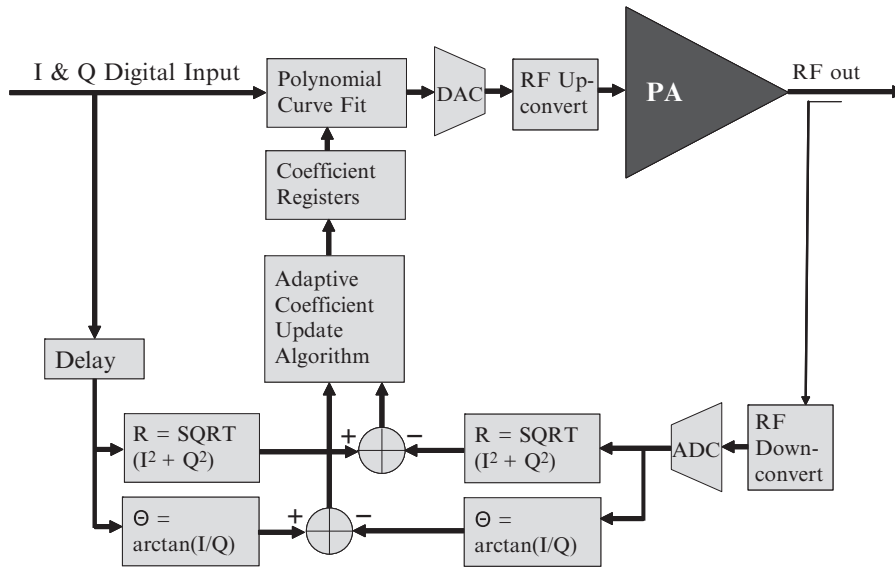 I & Q Digital Input
Polynomial
Curve Fit
DAC
RF Up-
convert
PA
RF out
Coefficient
Registers
Adaptive
Coefficient
Update
Algorithm
Delay
R = SQRT
(I² + Q²)
+
−
R = SQRT
(I² + Q²)
ADC
RF
Down-
convert
Θ =
arctan(I/Q)
+
−
Θ =
arctan(I/Q)